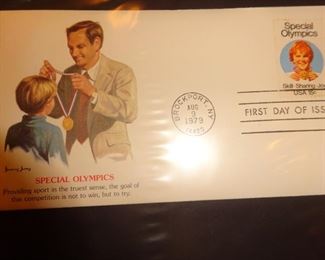 Special
Olympics
Skill·Sharing·Joy
USA 15c
BROCKPORT, NY
AUG
9
1979
14420
FIRST DAY OF ISS
SPECIAL OLYMPICS
Providing sport in the truest sense, the goal of
this competition is not to win, but to try.